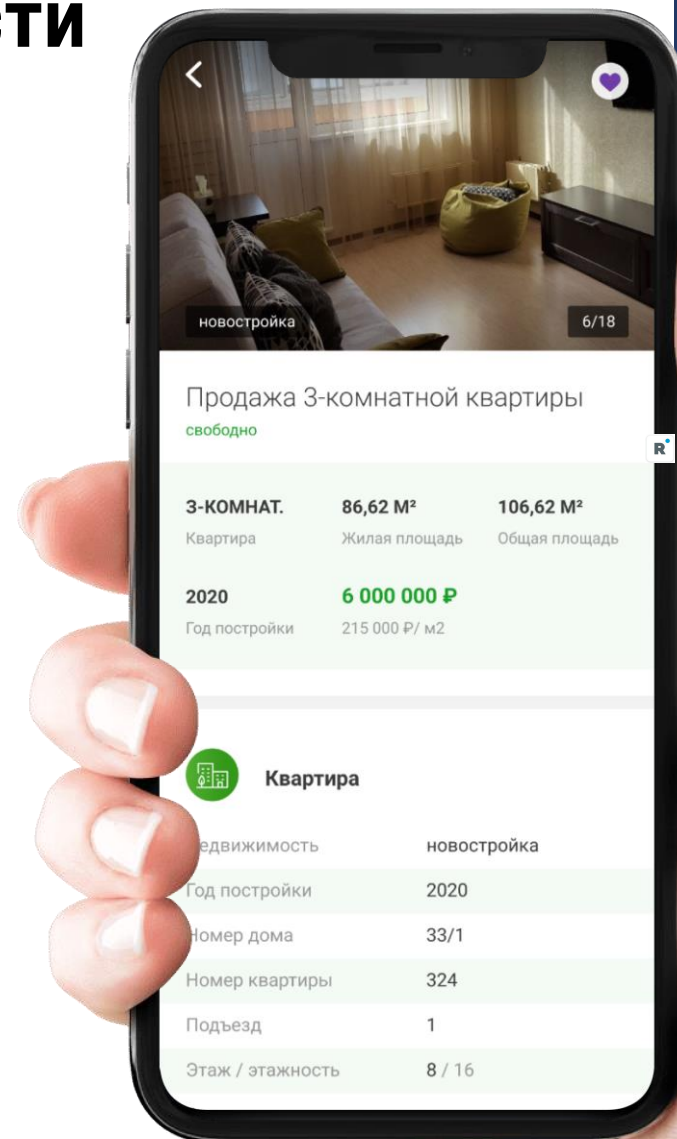 сти
новостройка
6/18
Продажа 3-комнатной квартиры
свободно
3-КОМНАТ. 86,62 М² 106,62 М²
Квартира Жилая площадь Общая площадь
2020 6 000 000 ₽
Год постройки 215 000 ₽/ м2
R
Квартира
едвижимость новостройка
Год постройки 2020
Номер дома 33/1
Номер квартиры 324
Подъезд 1
Этаж / этажность 8 / 16